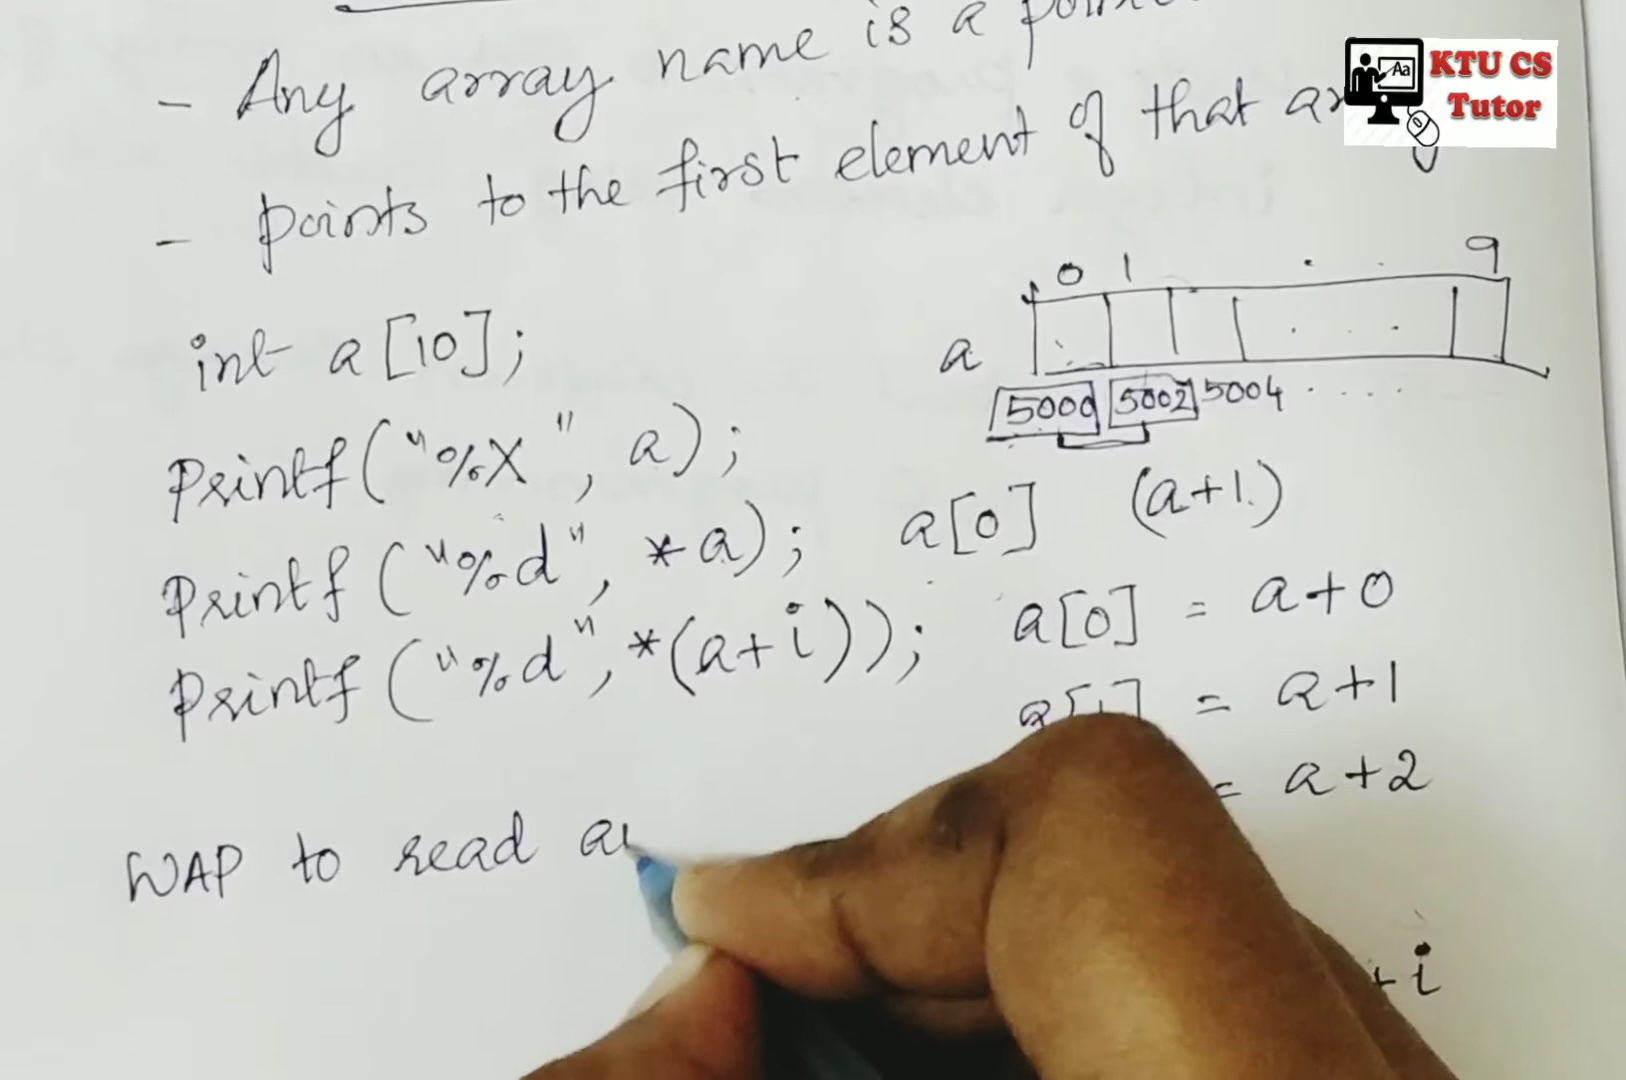 - Any array name is a
KTU CS
Tutor
- points to the first element of that
int a[10];
0 1 . . 9
a
5000 5002 5004 . . . .
printf("%X", a);
(a+1)
printf("%d", *a); a[0]
a[0] = a+0
printf("%d", *(a+i));
a[1] = a+1
= a+2
WAP to read
+i